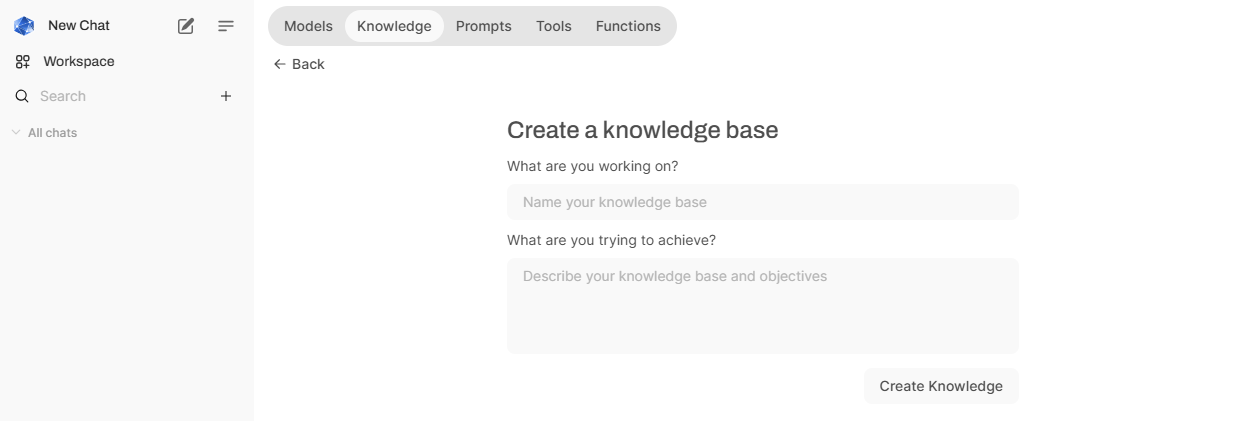 New Chat
Workspace
Search
All chats
Models Knowledge Prompts Tools Functions
Back
Create a knowledge base
What are you working on?
Name your knowledge base
What are you trying to achieve?
Describe your knowledge base and objectives
Create Knowledge